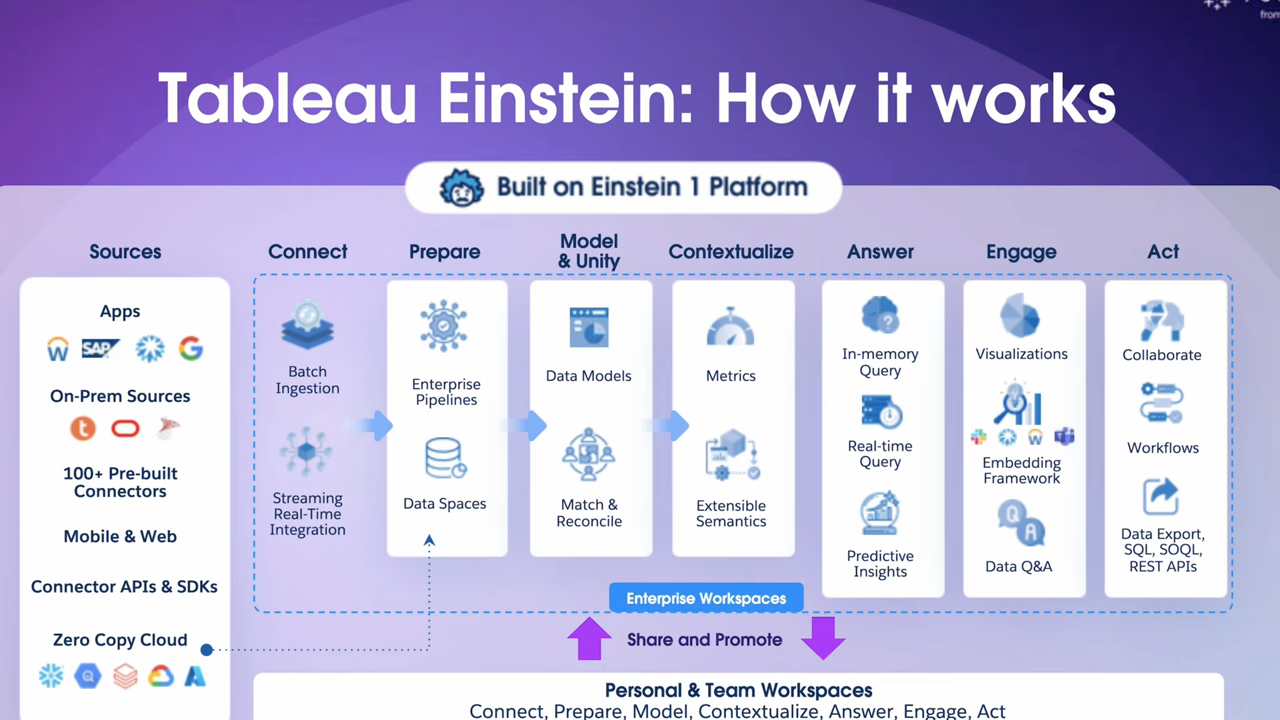 from
Tableau Einstein: How it works
Built on Einstein 1 Platform
Sources
Connect
Prepare
Model
& Unity
Contextualize
Answer
Engage
Act
Apps
SAP
On-Prem Sources
100+ Pre-built
Connectors
Mobile & Web
Connector APIs & SDKs
Zero Copy Cloud
Batch
Ingestion
Streaming
Real-Time
Integration
Enterprise
Pipelines
Data Spaces
Data Models
Match &
Reconcile
Metrics
Extensible
Semantics
In-memory
Query
Real-time
Query
Predictive
Insights
Visualizations
Embedding
Framework
Q A
Data Q&A
Collaborate
Workflows
Data Export,
SQL, SOQL,
REST APIs
Enterprise Workspaces
Share and Promote
Personal & Team Workspaces
Connect, Prepare, Model, Contextualize, Answer, Engage, Act